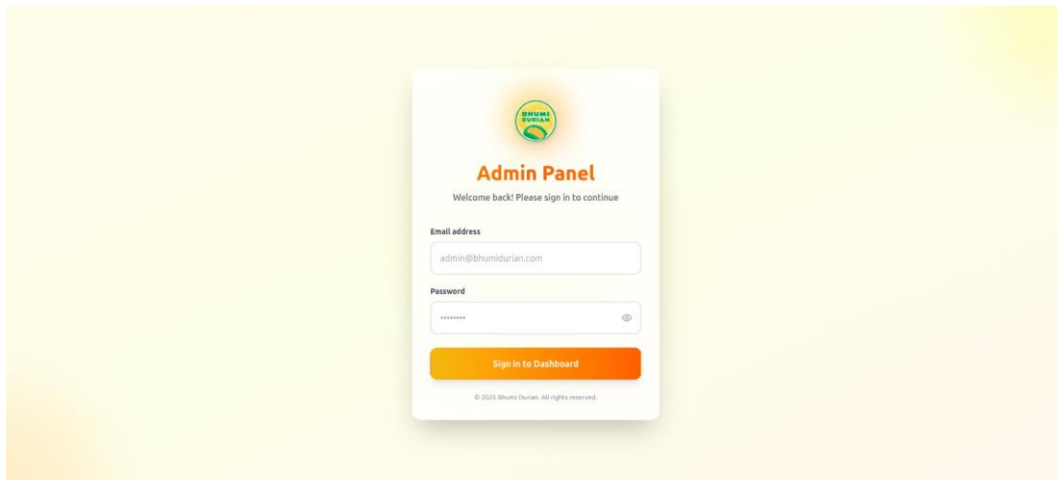 BHUMI
DURIAN
Admin Panel
Welcome back! Please sign in to continue
Email address
admin@bhumidurian.com
Password
••••••••
Sign in to Dashboard
© 2025 Bhumi Durian. All rights reserved.